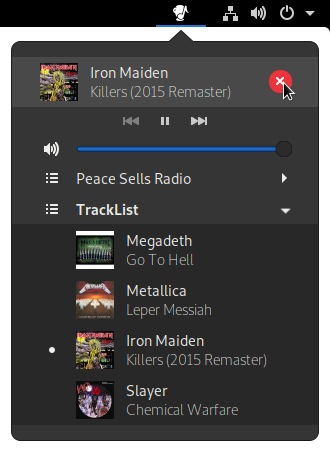 Iron Maiden
Killers (2015 Remaster)
Peace Sells Radio
TrackList
Megadeth
Go To Hell
Metallica
Leper Messiah
Iron Maiden
Killers (2015 Remaster)
Slayer
Chemical Warfare